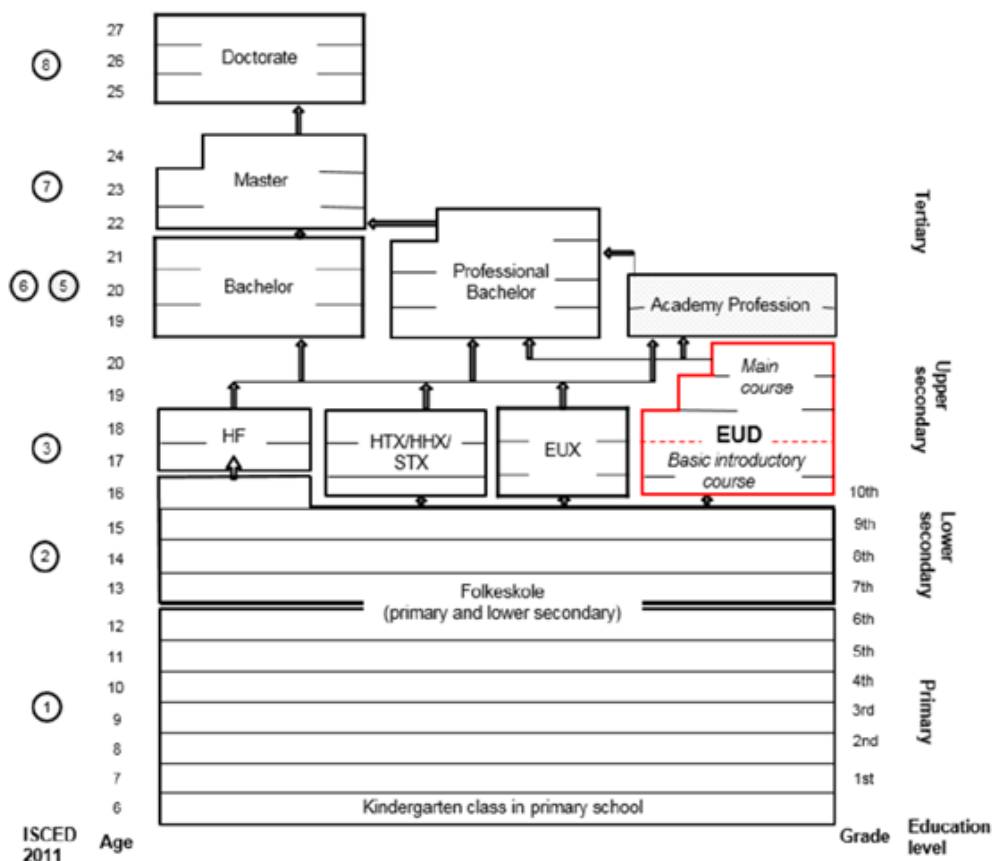 27
8
26
Doctorate
25
24
7
23
Master
22
Tertiary
21
Professional
Bachelor
6
5
20
Bachelor
Academy Profession
19
20
Main
course
Upper
secondary
19
18
HF
HTX/HHX/
STX
EUX
EUD
3
17
Basic introductory
course
16
10th
15
9th
Lower
secondary
2
14
8th
13
7th
Folkeskole
(primary and lower secondary)
12
6th
11
5th
10
4th
1
9
3rd
Primary
8
2nd
7
1st
6
Kindergarten class in primary school
ISCED
2011
Age
Grade
Education
level